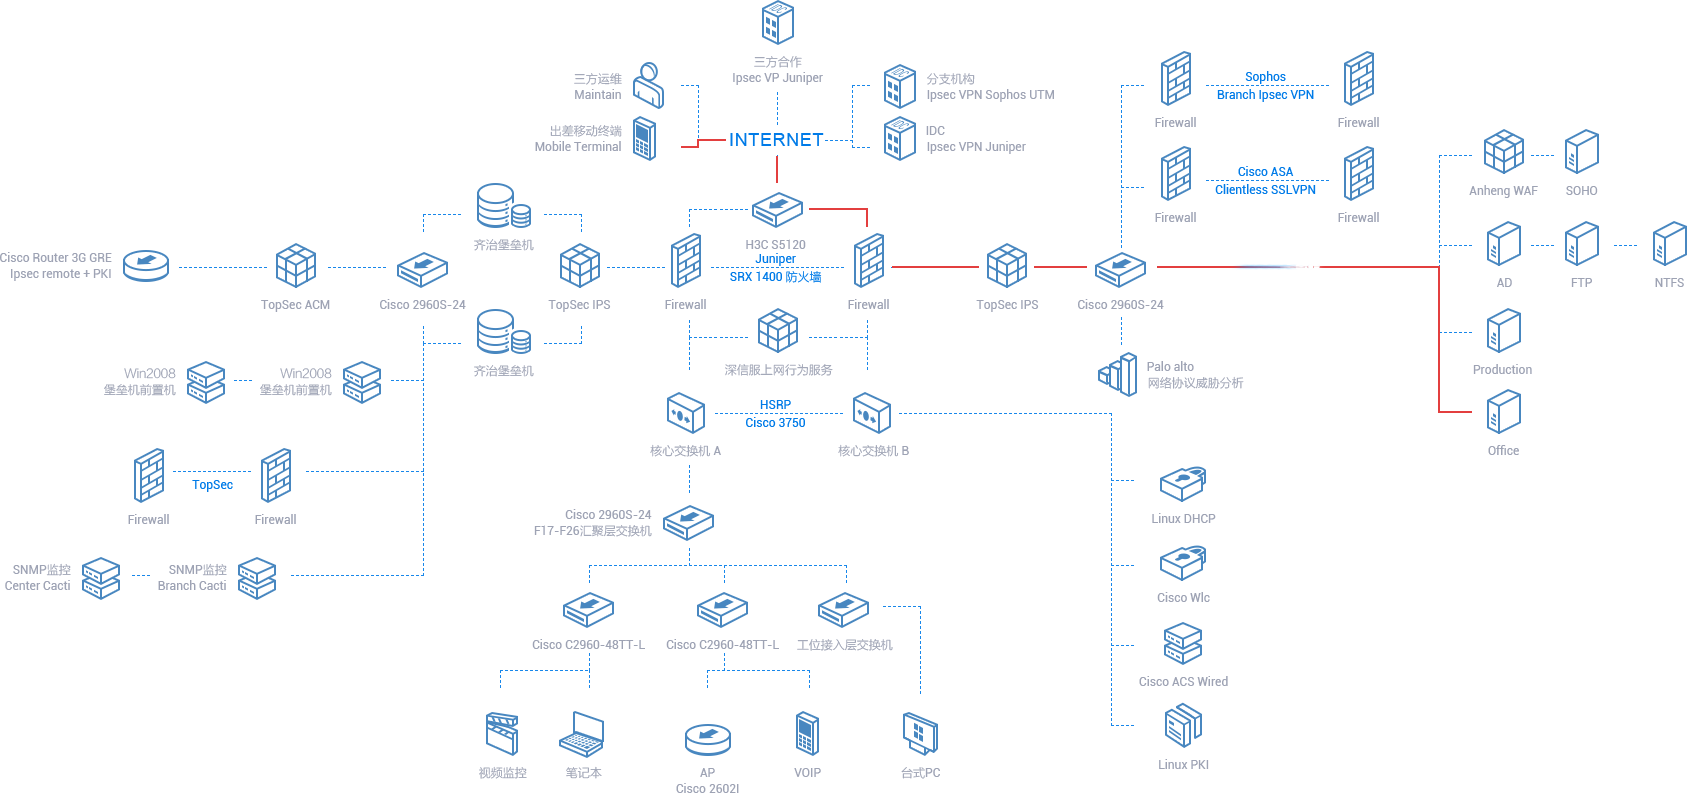 IDC
三方合作
Ipsec VP Juniper
三方运维
Maintain
IDC
分支机构
Ipsec VPN Sophos UTM
出差移动终端
Mobile Terminal
INTERNET
IDC
IDC
Ipsec VPN Juniper
Firewall
Sophos
Branch Ipsec VPN
Firewall
Firewall
Cisco ASA
Clientless SSLVPN
Firewall
Anheng WAF
SOHO
齐治堡垒机
H3C S5120
Juniper
SRX 1400 防火墙
Cisco Router 3G GRE
Ipsec remote + PKI
TopSec ACM
Cisco 2960S-24
TopSec IPS
Firewall
Firewall
TopSec IPS
Cisco 2960S-24
AD
FTP
NTFS
齐治堡垒机
深信服上网行为服务
Palo alto
网络协议威胁分析
Production
Win2008
堡垒机前置机
Win2008
堡垒机前置机
HSRP
Cisco 3750
核心交换机 A
核心交换机 B
Office
TopSec
Firewall
Firewall
Cisco 2960S-24
F17-F26汇聚层交换机
Linux DHCP
SNMP监控
Center Cacti
SNMP监控
Branch Cacti
Cisco Wlc
Cisco C2960-48TT-L
Cisco C2960-48TT-L
工位接入层交换机
Cisco ACS Wired
视频监控
笔记本
AP
Cisco 2602I
VOIP
台式PC
Linux PKI